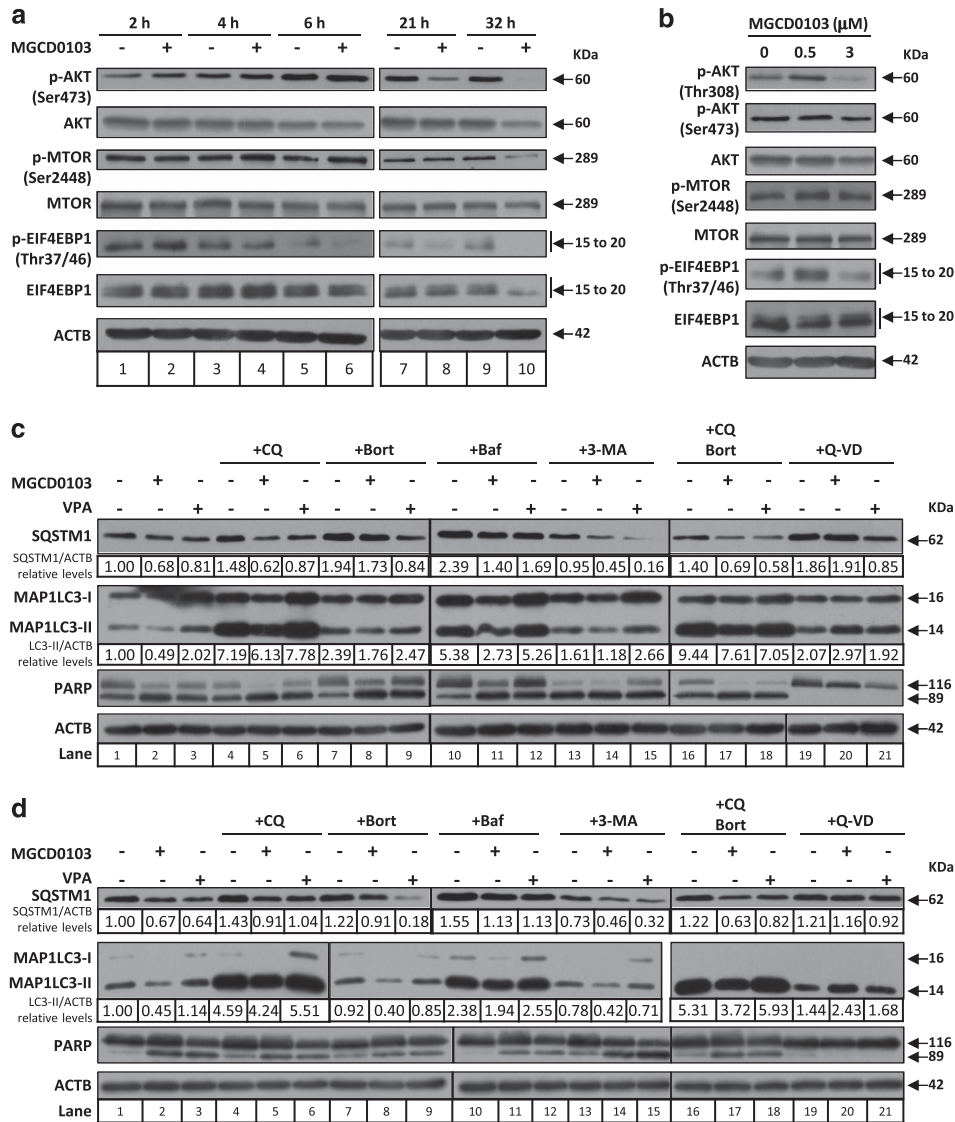 a
2 h 4 h 6 h 21 h 32 h
MGCD0103 - + - + - + - + - + KDa
p-AKT (Ser473) 60
AKT 60
p-MTOR (Ser2448) 289
MTOR 289
p-EIF4EBP1 (Thr37/46) 15 to 20
EIF4EBP1 15 to 20
ACTB 42
1 2 3 4 5 6 7 8 9 10
b
MGCD0103 (µM)
0 0.5 3 KDa
p-AKT (Thr308) 60
p-AKT (Ser473) 60
AKT 60
p-MTOR (Ser2448) 289
MTOR 289
p-EIF4EBP1 (Thr37/46) 15 to 20
EIF4EBP1 15 to 20
ACTB 42
c
+CQ +Bort +Baf +3-MA +CQ Bort +Q-VD
MGCD0103 - + - - + - - + - - + - - + - - + - - + -
VPA - - + - - + - - + - - + - - + - - + - - + KDa
SQSTM1 62
SQSTM1/ACTB relative levels 1.00 0.68 0.81 1.48 0.62 0.87 1.94 1.73 0.84 2.39 1.40 1.69 0.95 0.45 0.16 1.40 0.69 0.58 1.86 1.91 0.85
MAP1LC3-I 16
MAP1LC3-II 14
LC3-II/ACTB relative levels 1.00 0.49 2.02 7.19 6.13 7.78 2.39 1.76 2.47 5.38 2.73 5.26 1.61 1.18 2.66 9.44 7.61 7.05 2.07 2.97 1.92
PARP 116
89
ACTB 42
Lane 1 2 3 4 5 6 7 8 9 10 11 12 13 14 15 16 17 18 19 20 21
d
+CQ +Bort +Baf +3-MA +CQ Bort +Q-VD
MGCD0103 - + - - + - - + - - + - - + - - + - - + -
VPA - - + - - + - - + - - + - - + - - + - - + KDa
SQSTM1 62
SQSTM1/ACTB relative levels 1.00 0.67 0.64 1.43 0.91 1.04 1.22 0.91 0.18 1.55 1.13 1.13 0.73 0.46 0.32 1.22 0.63 0.82 1.21 1.16 0.92
MAP1LC3-I 16
MAP1LC3-II 14
LC3-II/ACTB relative levels 1.00 0.45 1.14 4.59 4.24 5.51 0.92 0.40 0.85 2.38 1.94 2.55 0.78 0.42 0.71 5.31 3.72 5.93 1.44 2.43 1.68
PARP 116
89
ACTB 42
Lane 1 2 3 4 5 6 7 8 9 10 11 12 13 14 15 16 17 18 19 20 21